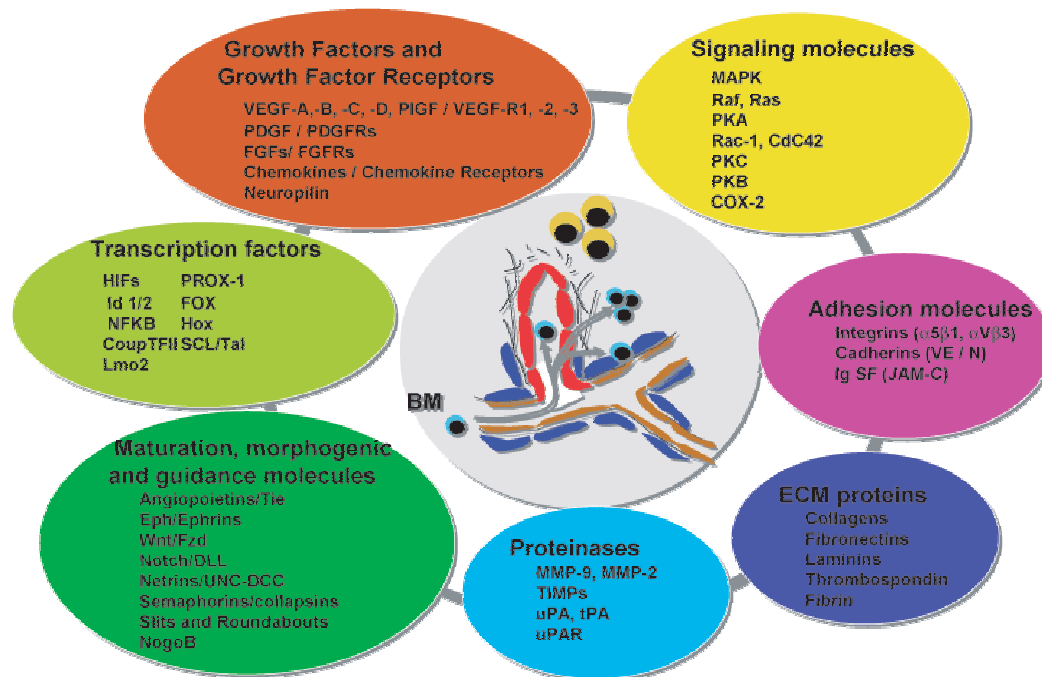 Growth Factors and
Growth Factor Receptors
VEGF-A,-B, -C, -D, PlGF / VEGF-R1, -2, -3
PDGF / PDGFRs
FGFs/ FGFRs
Chemokines / Chemokine Receptors
Neuropilin
Signaling molecules
MAPK
Raf, Ras
PKA
Rac-1, CdC42
PKC
PKB
COX-2
Transcription factors
HIFs PROX-1
Id 1/2 FOX
NFKB Hox
CoupTFII SCL/Tal
Lmo2
Adhesion molecules
Integrins (α5β1, αVβ3)
Cadherins (VE / N)
Ig SF (JAM-C)
BM
Maturation, morphogenic
and guidance molecules
Angiopoietins/Tie
Eph/Ephrins
Wnt/Fzd
Notch/DLL
Netrins/UNC-DCC
Semaphorins/collapsins
Slits and Roundabouts
NogoB
Proteinases
MMP-9, MMP-2
TIMPs
uPA, tPA
uPAR
ECM proteins
Collagens
Fibronectins
Laminins
Thrombospondin
Fibrin